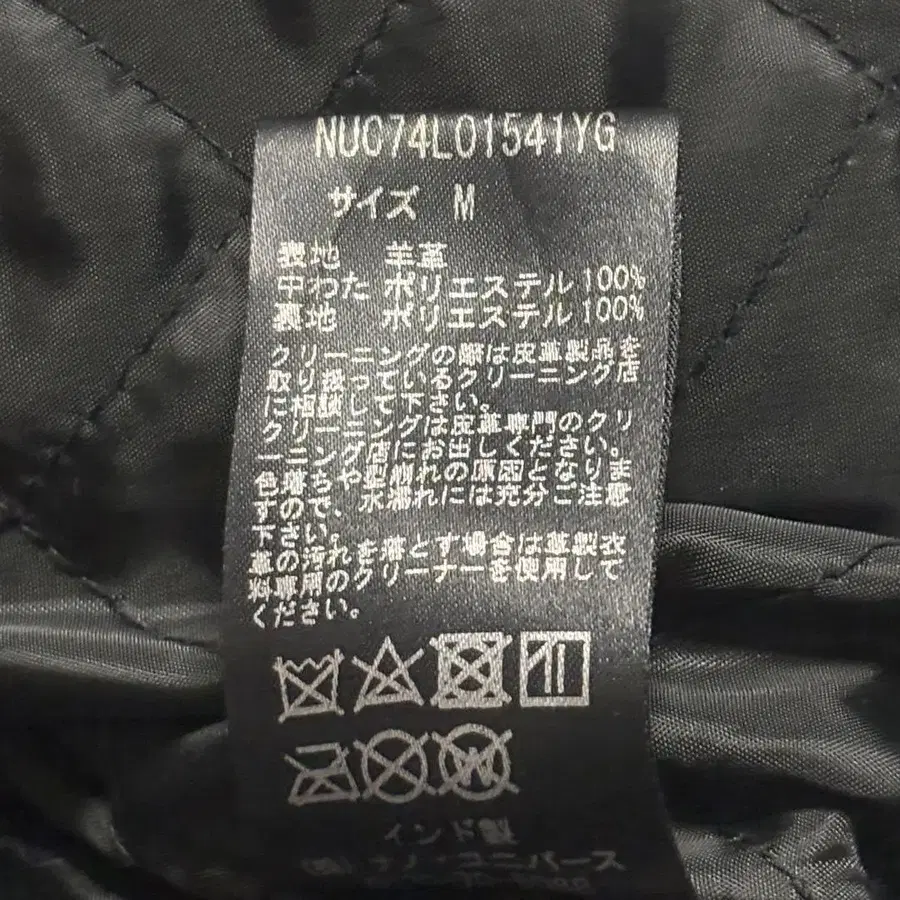 NU074L01541YG
サイズ M
表地 羊革
中わた ポリエステル 100%
裏地 ポリエステル 100%
クリーニングの際は皮革製品を
取り扱っているクリーニング店
に相談して下さい。
クリーニングは皮革専門のクリ
ーニング店にお出しください。
色落ちや型崩れの原因となりま
すので、水濡れには充分ご注意
下さい。
革の汚れを落とす場合は革製衣
料専用のクリーナーを使用して
ください。
インド製
ナノ・ユニバース